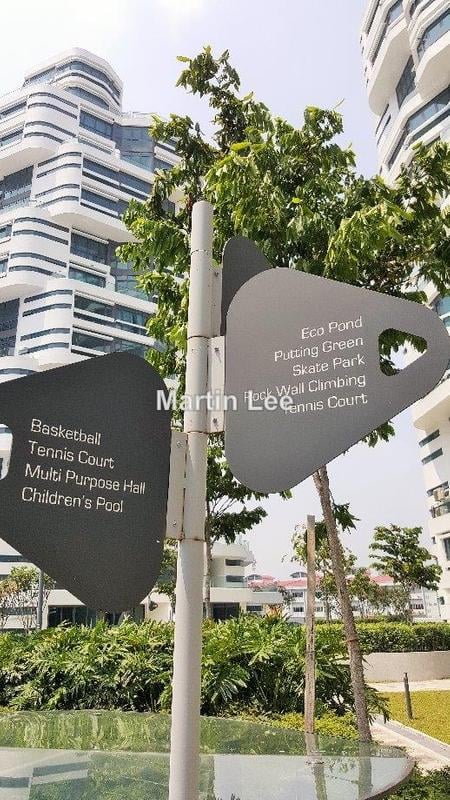 Eco Pond
Putting Green
Skate Park
Rock Wall Climbing
Tennis Court
Martin Lee
Basketball
Tennis Court
Multi Purpose Hall
Children's Pool